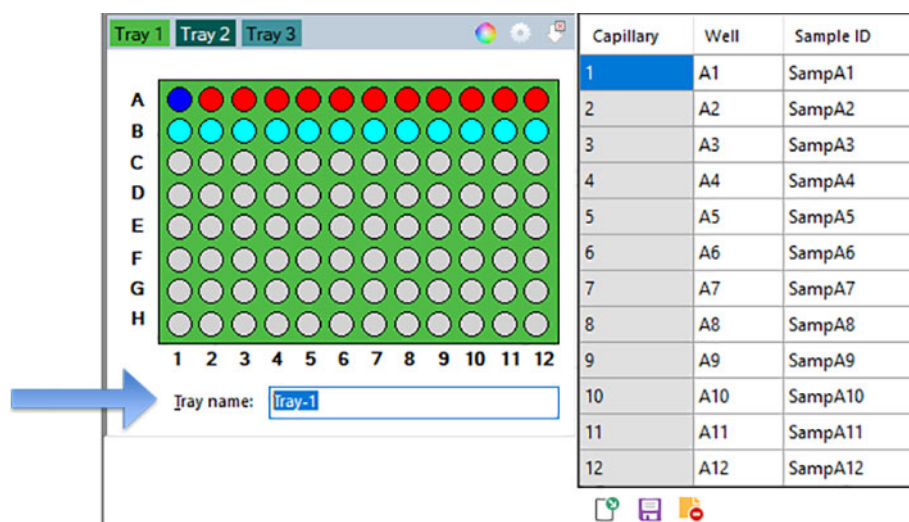 Tray 1 Tray 2 Tray 3
A
B
C
D
E
F
G
H
1 2 3 4 5 6 7 8 9 10 11 12
Tray name: Tray-1
Capillary Well Sample ID
1 A1 SampA1
2 A2 SampA2
3 A3 SampA3
4 A4 SampA4
5 A5 SampA5
6 A6 SampA6
7 A7 SampA7
8 A8 SampA8
9 A9 SampA9
10 A10 SampA10
11 A11 SampA11
12 A12 SampA12